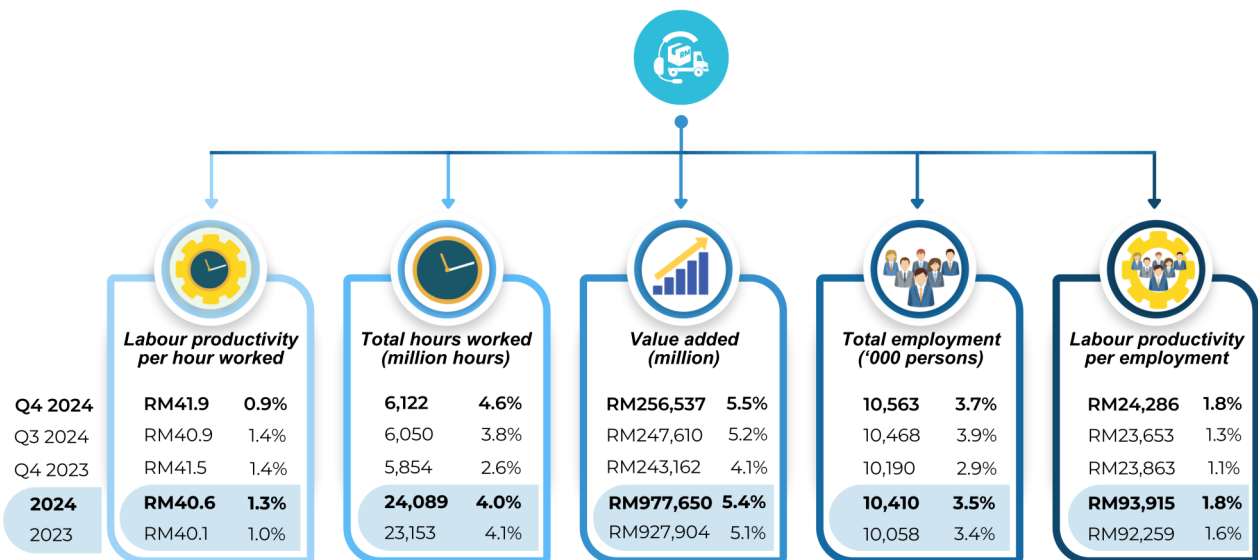 RM
Labour productivity
per hour worked
Total hours worked
(million hours)
Value added
(million)
Total employment
(‘000 persons)
Labour productivity
per employment
Q4 2024 RM41.9 0.9% 6,122 4.6% RM256,537 5.5% 10,563 3.7% RM24,286 1.8%
Q3 2024 RM40.9 1.4% 6,050 3.8% RM247,610 5.2% 10,468 3.9% RM23,653 1.3%
Q4 2023 RM41.5 1.4% 5,854 2.6% RM243,162 4.1% 10,190 2.9% RM23,863 1.1%
2024 RM40.6 1.3% 24,089 4.0% RM977,650 5.4% 10,410 3.5% RM93,915 1.8%
2023 RM40.1 1.0% 23,153 4.1% RM927,904 5.1% 10,058 3.4% RM92,259 1.6%